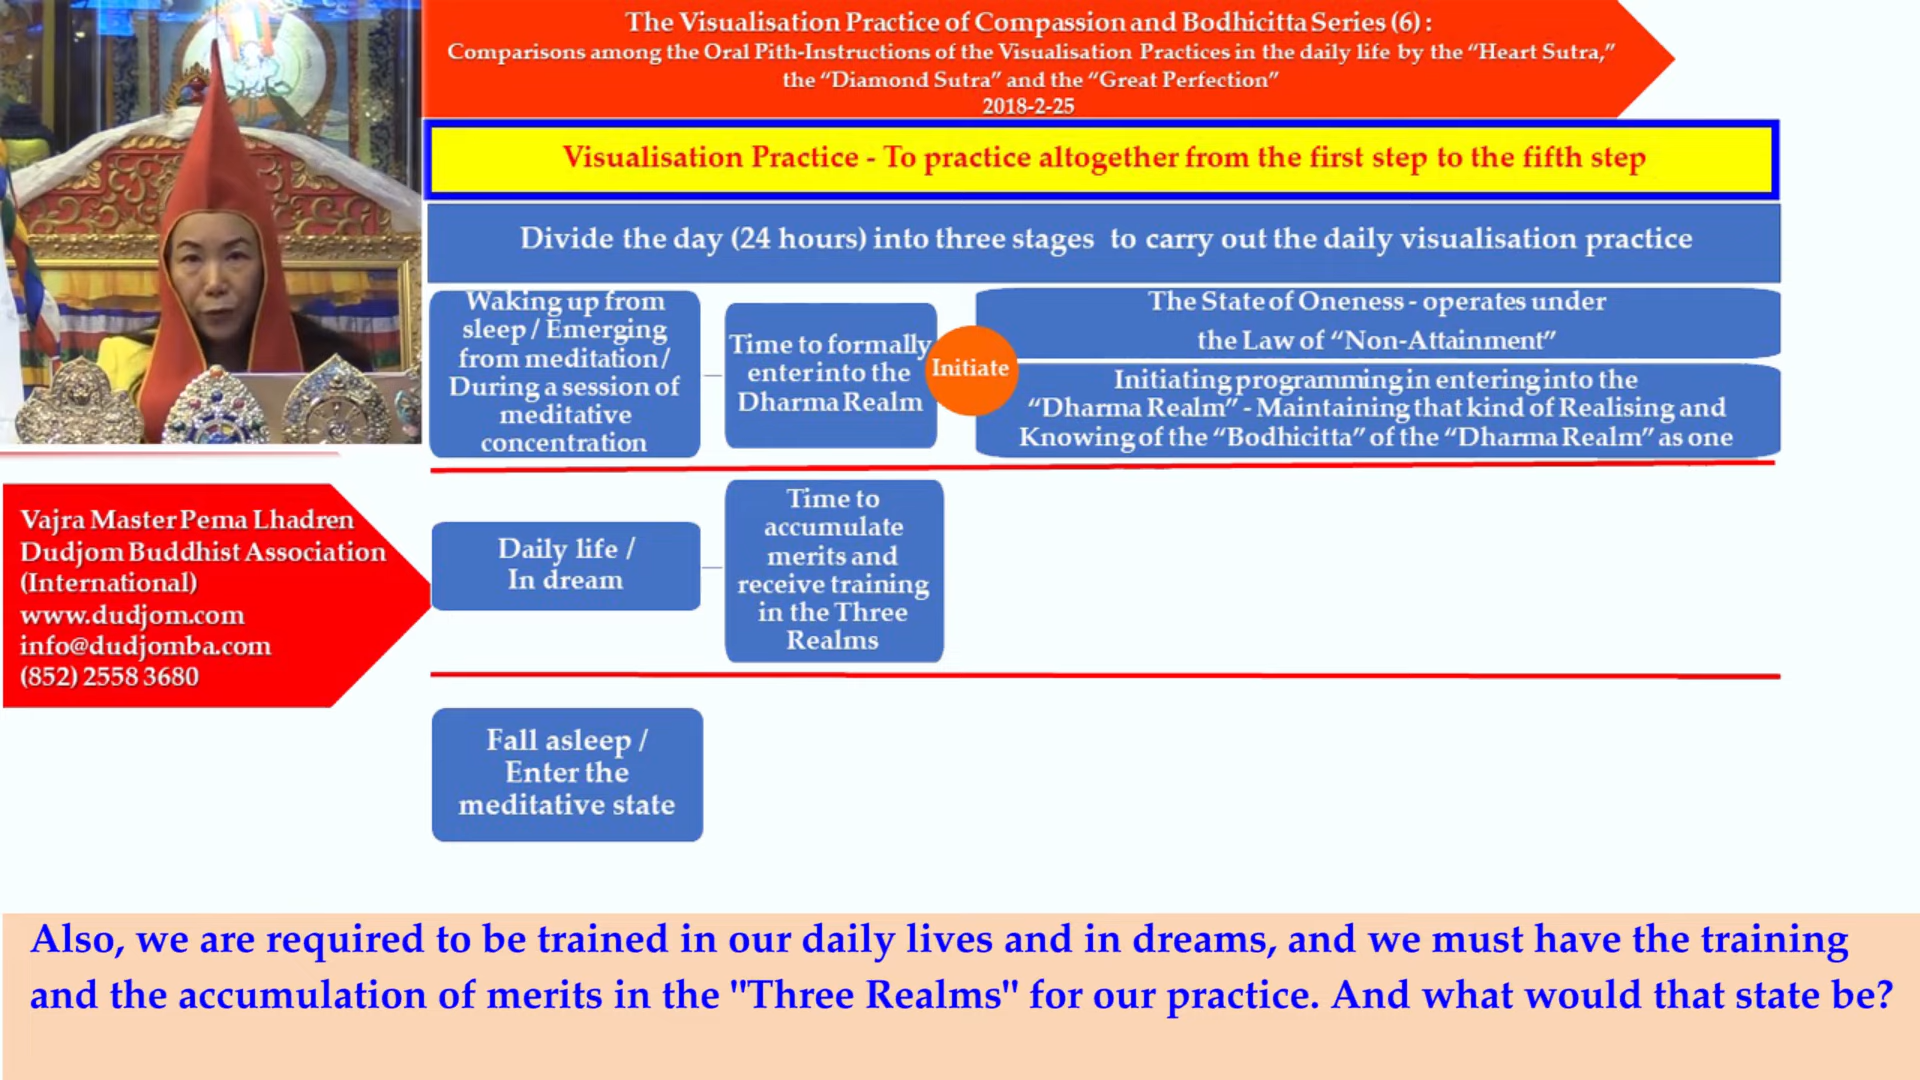 The Visualisation Practice of Compassion and Bodhicitta Series (6) :
Comparisons among the Oral Pith-Instructions of the Visualisation Practices in the daily life by the “Heart Sutra,”
the “Diamond Sutra” and the “Great Perfection”
2018-2-25
Visualisation Practice - To practice altogether from the first step to the fifth step
Divide the day (24 hours) into three stages to carry out the daily visualisation practice
Waking up from
sleep / Emerging
from meditation/
During a session of
meditative
concentration
Time to formally
enter into the
Dharma Realm
Initiate
The State of Oneness - operates under
the Law of “Non-Attainment”
Initiating programming in entering into the
“Dharma Realm” - Maintaining that kind of Realising and
Knowing of the “Bodhicitta” of the “Dharma Realm” as one
Vajra Master Pema Lhadren
Dudjom Buddhist Association
(International)
www.dudjom.com
info@dudjomba.com
(852) 2558 3680
Daily life /
In dream
Time to
accumulate
merits and
receive training
in the Three
Realms
Fall asleep /
Enter the
meditative state
Also, we are required to be trained in our daily lives and in dreams, and we must have the training
and the accumulation of merits in the "Three Realms" for our practice. And what would that state be?